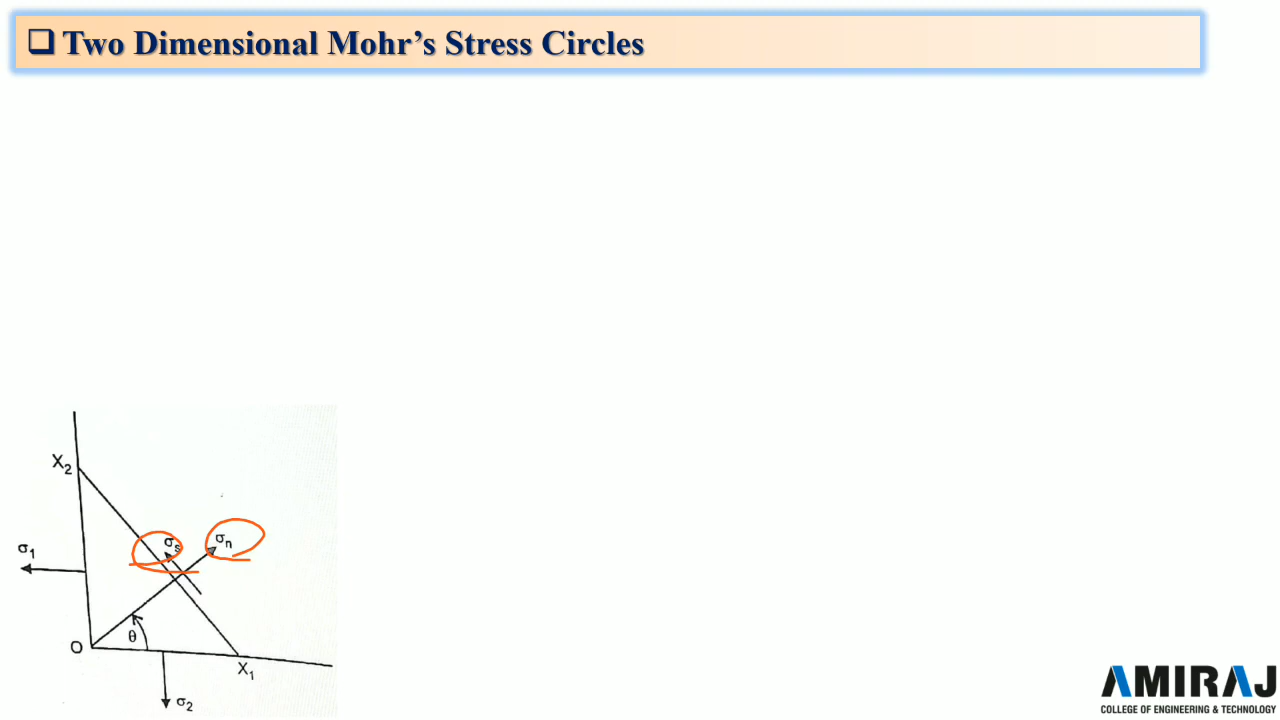 Two Dimensional Mohr's Stress Circles
X₂
σ₁
σₛ
σₙ
O
θ
X₁
σ₂
AMIRAJ
COLLEGE OF ENGINEERING & TECHNOLOGY